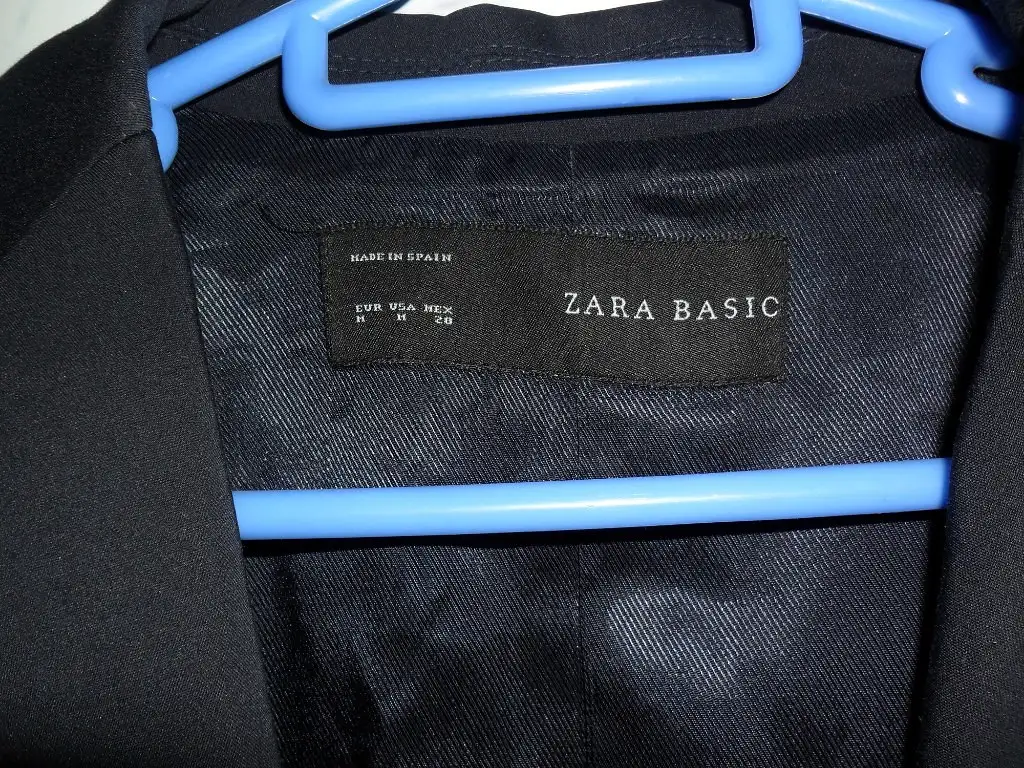 MADE IN SPAIN
EUR USA MEX
M M 28
ZARA BASIC